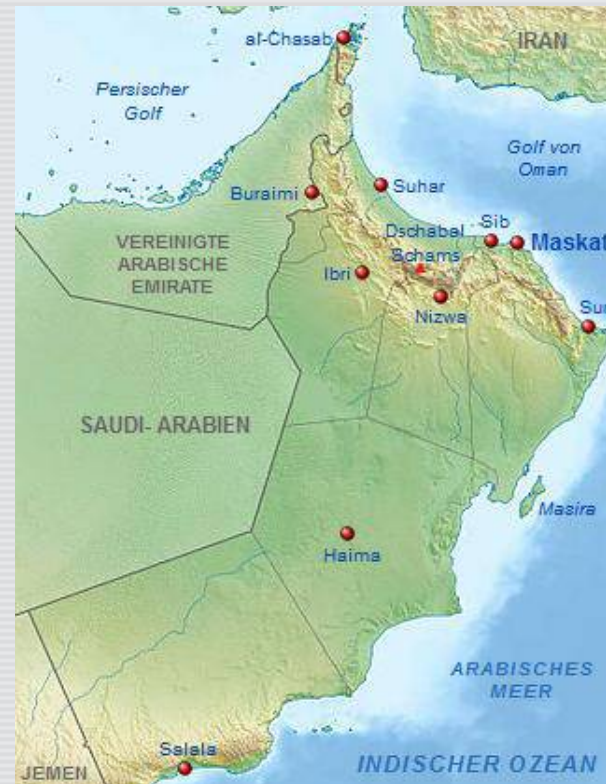 al-Chasab
IRAN
Persischer
Golf
Golf von
Oman
Buraimi
Suhar
VEREINIGTE
ARABISCHE
EMIRATE
Dschabal
Schams
Sib
Maskat
Ibri
Nizwa
Sur
SAUDI- ARABIEN
Masira
Haima
ARABISCHES
MEER
Salala
JEMEN
INDISCHER OZEAN